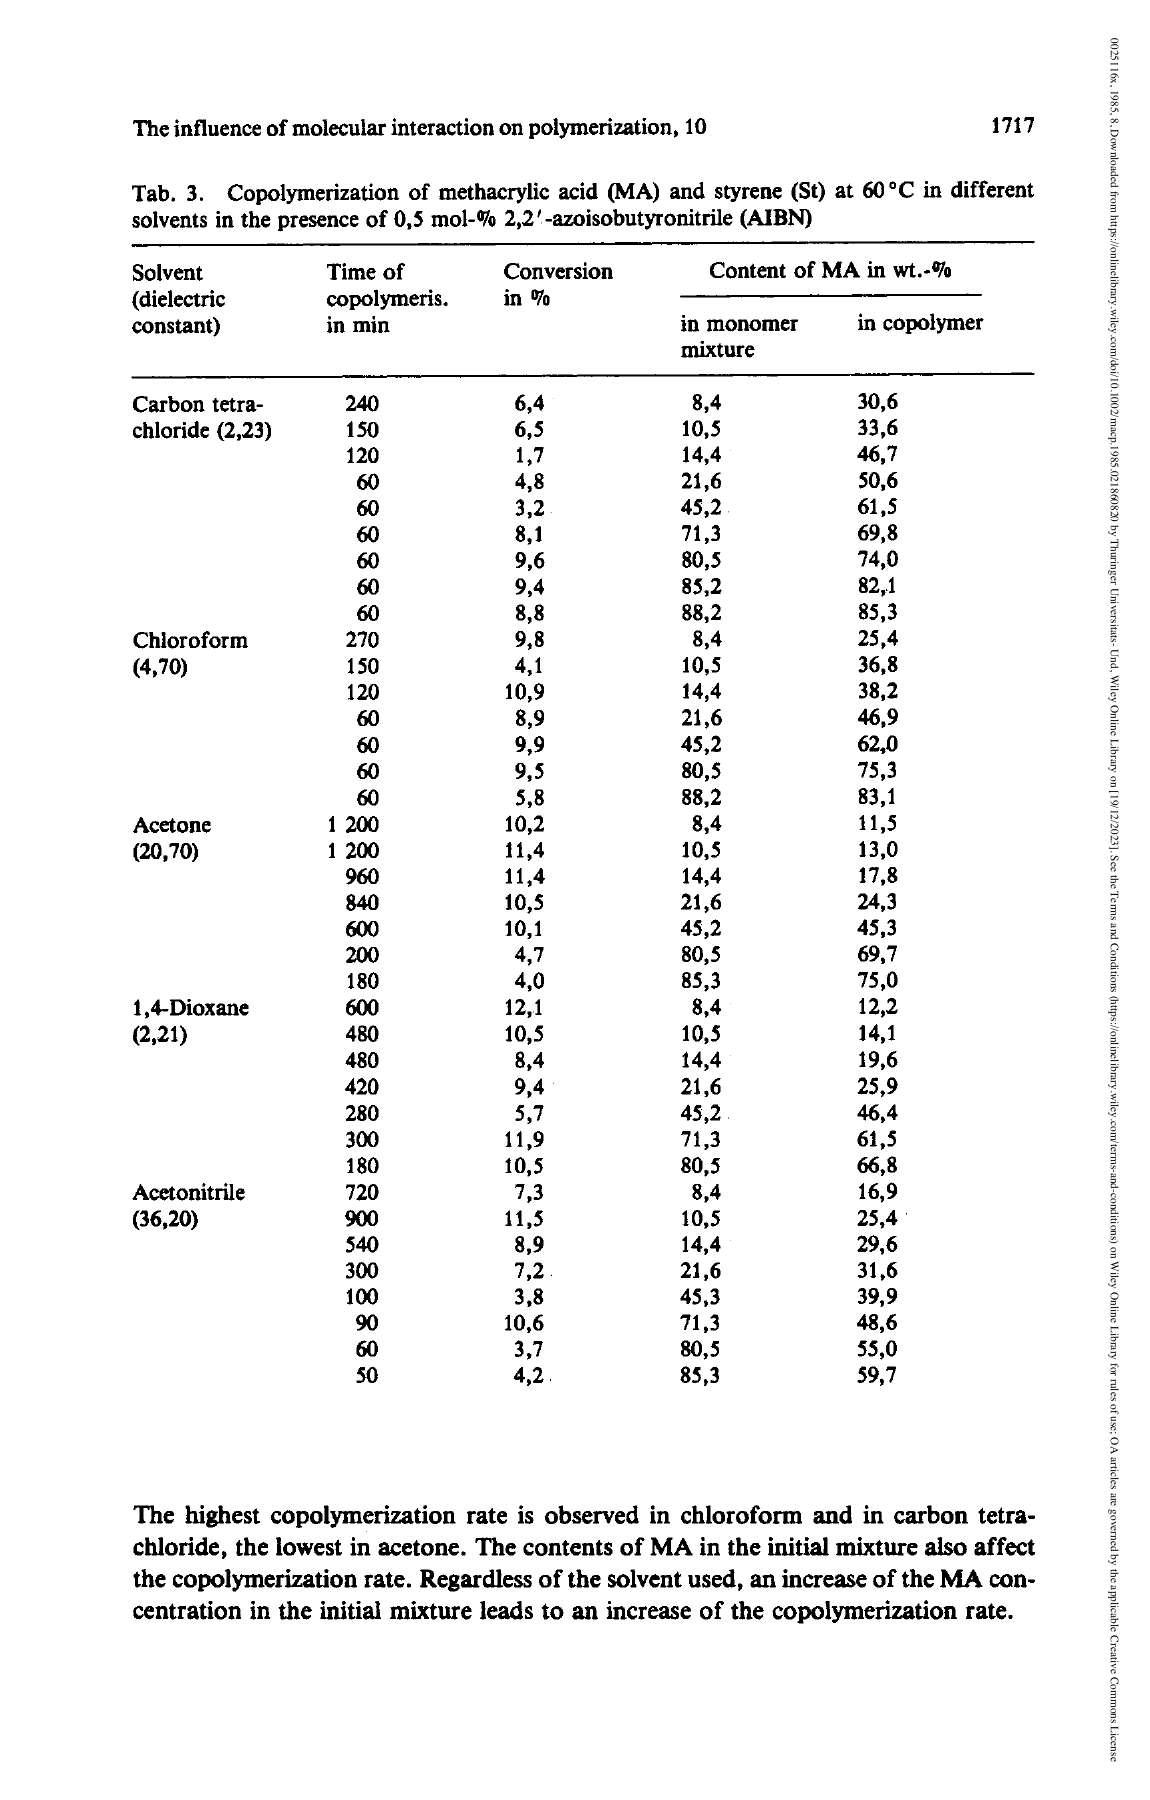 The influence of molecular interaction on polymerization, 10 1717
Tab. 3. Copolymerization of methacrylic acid (MA) and styrene (St) at 60 °C in different
solvents in the presence of 0,5 mol-% 2,2′-azoisobutyronitrile (AIBN)
Solvent Time of Conversion Content of MA in wt.-%
(dielectric copolymeris. in %
constant) in min in monomer in copolymer
mixture
Carbon tetra- 240 6,4 8,4 30,6
chloride (2,23) 150 6,5 10,5 33,6
120 1,7 14,4 46,7
60 4,8 21,6 50,6
60 3,2 45,2 61,5
60 8,1 71,3 69,8
60 9,6 80,5 74,0
60 9,4 85,2 82,1
60 8,8 88,2 85,3
Chloroform 270 9,8 8,4 25,4
(4,70) 150 4,1 10,5 36,8
120 10,9 14,4 38,2
60 8,9 21,6 46,9
60 9,9 45,2 62,0
60 9,5 80,5 75,3
60 5,8 88,2 83,1
Acetone 1 200 10,2 8,4 11,5
(20,70) 1 200 11,4 10,5 13,0
960 11,4 14,4 17,8
840 10,5 21,6 24,3
600 10,1 45,2 45,3
200 4,7 80,5 69,7
180 4,0 85,3 75,0
1,4-Dioxane 600 12,1 8,4 12,2
(2,21) 480 10,5 10,5 14,1
480 8,4 14,4 19,6
420 9,4 21,6 25,9
280 5,7 45,2 46,4
300 11,9 71,3 61,5
180 10,5 80,5 66,8
Acetonitrile 720 7,3 8,4 16,9
(36,20) 900 11,5 10,5 25,4
540 8,9 14,4 29,6
300 7,2 21,6 31,6
100 3,8 45,3 39,9
90 10,6 71,3 48,6
60 3,7 80,5 55,0
50 4,2 85,3 59,7
The highest copolymerization rate is observed in chloroform and in carbon tetra-
chloride, the lowest in acetone. The contents of MA in the initial mixture also affect
the copolymerization rate. Regardless of the solvent used, an increase of the MA con-
centration in the initial mixture leads to an increase of the copolymerization rate.
0025116x, 1985, 8, Downloaded from https://onlinelibrary.wiley.com/doi/10.1002/macp.1985.021860820 by Thuringer Universitats- Und, Wiley Online Library on [19/12/2023]. See the Terms and Conditions (https://onlinelibrary.wiley.com/terms-and-conditions) on Wiley Online Library for rules of use; OA articles are governed by the applicable Creative Commons License